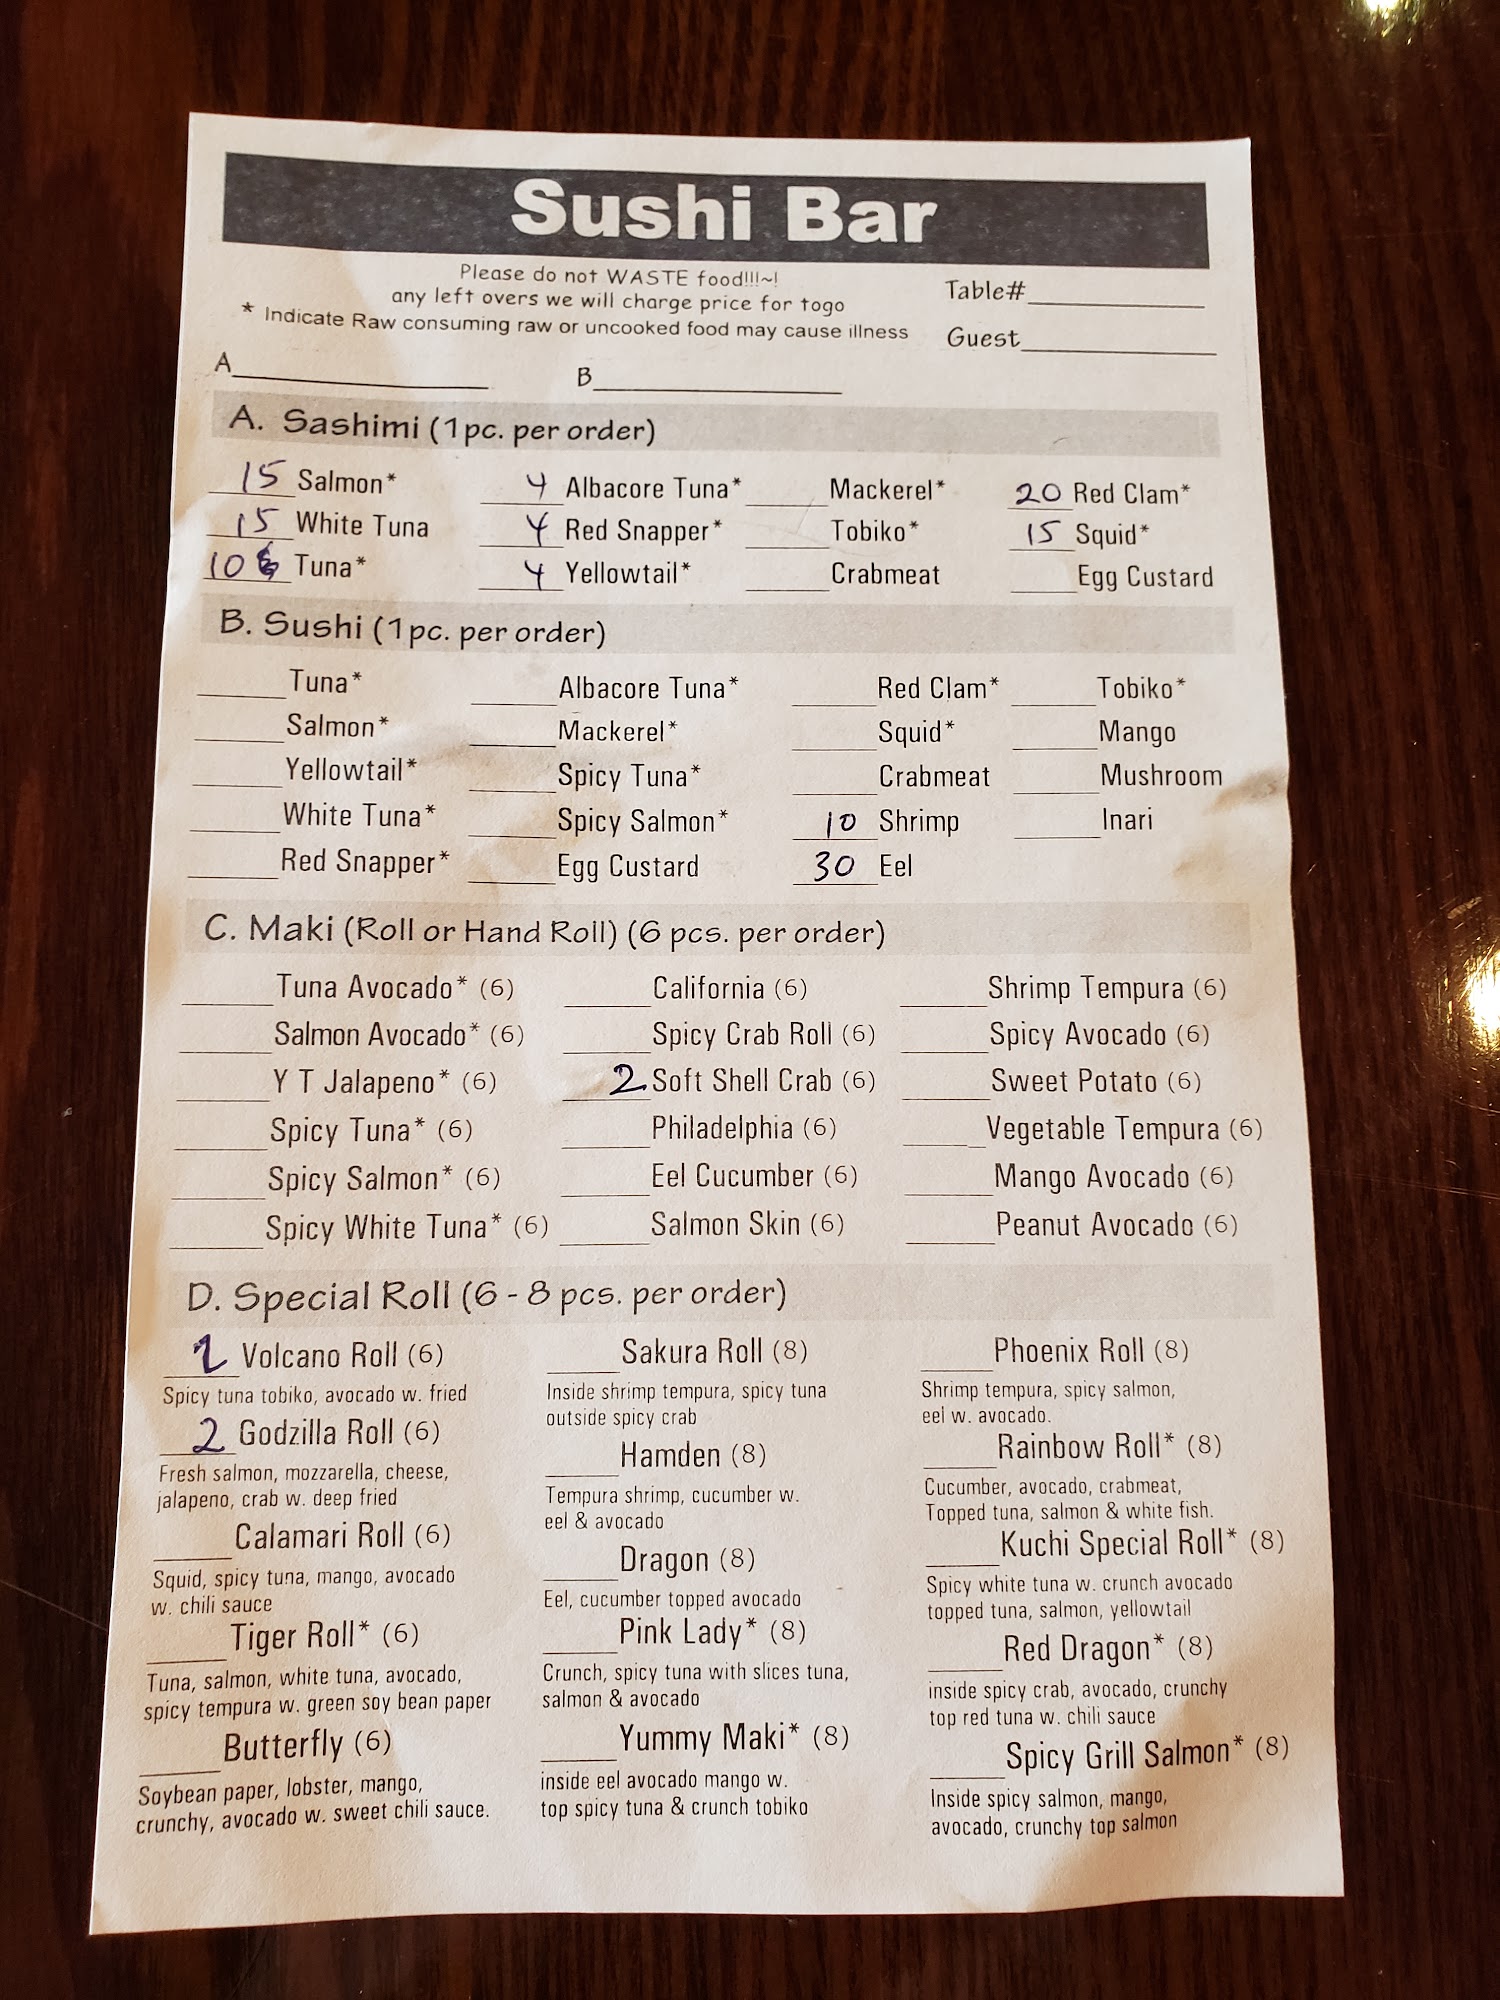 Sushi Bar
Please do not WASTE food!!!~!
any left overs we will charge price for togo
* Indicate Raw consuming raw or uncooked food may cause illness
Table#
Guest
A B
A. Sashimi (1pc. per order)
15 Salmon* 4 Albacore Tuna* Mackerel* 20 Red Clam*
15 White Tuna 4 Red Snapper* Tobiko* 15 Squid*
10 Tuna* 4 Yellowtail* Crabmeat Egg Custard
B. Sushi (1pc. per order)
Tuna* Albacore Tuna* Red Clam* Tobiko*
Salmon* Mackerel* Squid* Mango
Yellowtail* Spicy Tuna* Crabmeat Mushroom
White Tuna* Spicy Salmon* 10 Shrimp Inari
Red Snapper* Egg Custard 30 Eel
C. Maki (Roll or Hand Roll) (6 pcs. per order)
Tuna Avocado* (6) California (6) Shrimp Tempura (6)
Salmon Avocado* (6) Spicy Crab Roll (6) Spicy Avocado (6)
Y T Jalapeno* (6) 2 Soft Shell Crab (6) Sweet Potato (6)
Spicy Tuna* (6) Philadelphia (6) Vegetable Tempura (6)
Spicy Salmon* (6) Eel Cucumber (6) Mango Avocado (6)
Spicy White Tuna* (6) Salmon Skin (6) Peanut Avocado (6)
D. Special Roll (6 - 8 pcs. per order)
Volcano Roll (6)
Spicy tuna tobiko, avocado w. fried
2 Godzilla Roll (6)
Fresh salmon, mozzarella, cheese,
jalapeno, crab w. deep fried
Calamari Roll (6)
Squid, spicy tuna, mango, avocado
w. chili sauce
Tiger Roll* (6)
Tuna, salmon, white tuna, avocado,
spicy tempura w. green soy bean paper
Butterfly (6)
Soybean paper, lobster, mango,
crunchy, avocado w. sweet chili sauce.
Sakura Roll (8)
Inside shrimp tempura, spicy tuna
outside spicy crab
Hamden (8)
Tempura shrimp, cucumber w.
eel & avocado
Dragon (8)
Eel, cucumber topped avocado
Pink Lady* (8)
Crunch, spicy tuna with slices tuna,
salmon & avocado
Yummy Maki* (8)
inside eel avocado mango w.
top spicy tuna & crunch tobiko
Phoenix Roll (8)
Shrimp tempura, spicy salmon,
eel w. avocado.
Rainbow Roll* (8)
Cucumber, avocado, crabmeat,
Topped tuna, salmon & white fish.
Kuchi Special Roll* (8)
Spicy white tuna w. crunch avocado
topped tuna, salmon, yellowtail
Red Dragon* (8)
inside spicy crab, avocado, crunchy
top red tuna w. chili sauce
Spicy Grill Salmon* (8)
Inside spicy salmon, mango,
avocado, crunchy top salmon